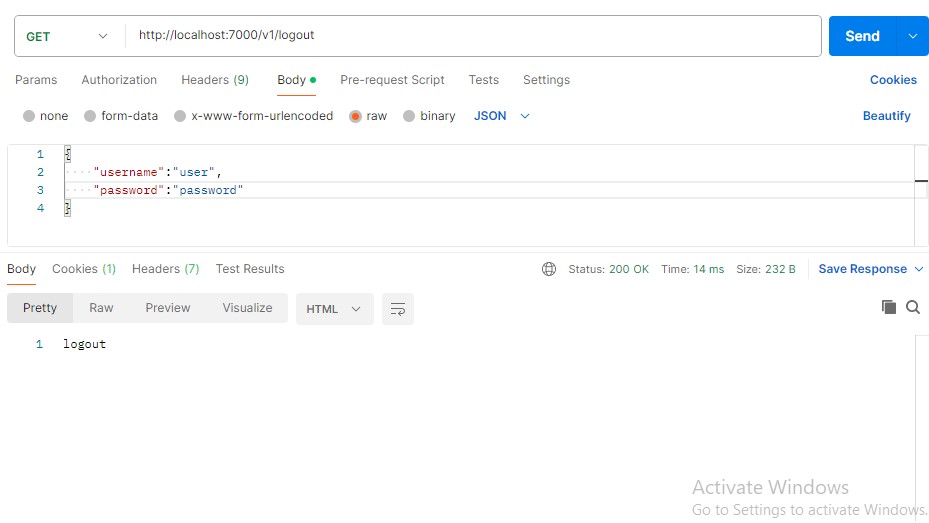 GET http://localhost:7000/v1/logout Send
Params Authorization Headers (9) Body Pre-request Script Tests Settings Cookies
none form-data x-www-form-urlencoded raw binary JSON Beautify
1 {
2 ····"username":"user",
3 ····"password":"password"
4 }
Body Cookies (1) Headers (7) Test Results Status: 200 OK Time: 14 ms Size: 232 B Save Response
Pretty Raw Preview Visualize HTML
1 logout
Activate Windows
Go to Settings to activate Windows.